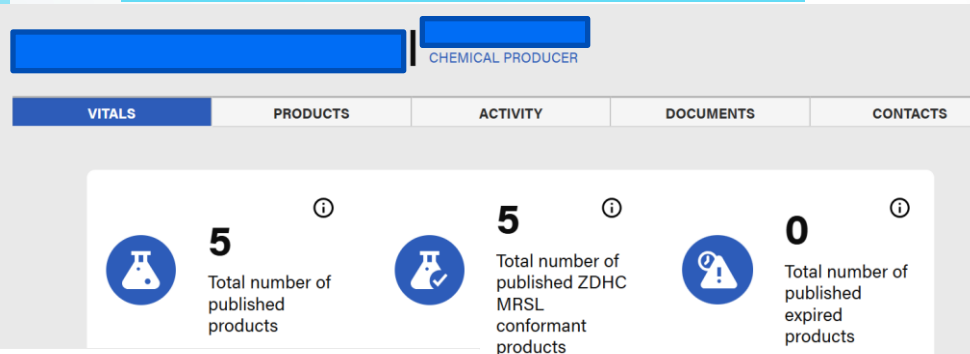 CHEMICAL PRODUCER
VITALS
PRODUCTS
ACTIVITY
DOCUMENTS
CONTACTS
5
Total number of
published
products
5
Total number of
published ZDHC
MRSL
conformant
products
0
Total number of
published
expired
products